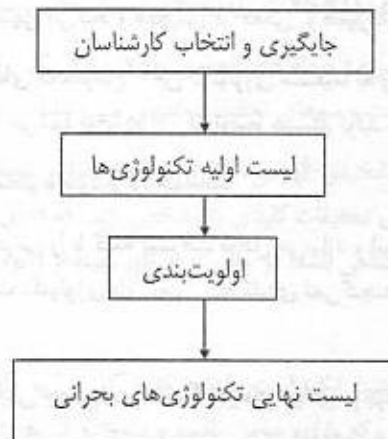 جایگیری و انتخاب کارشناسان
لیست اولیه تکنولوژی‌ها
اولویت‌بندی
لیست نهایی تکنولوژی‌های بحرانی